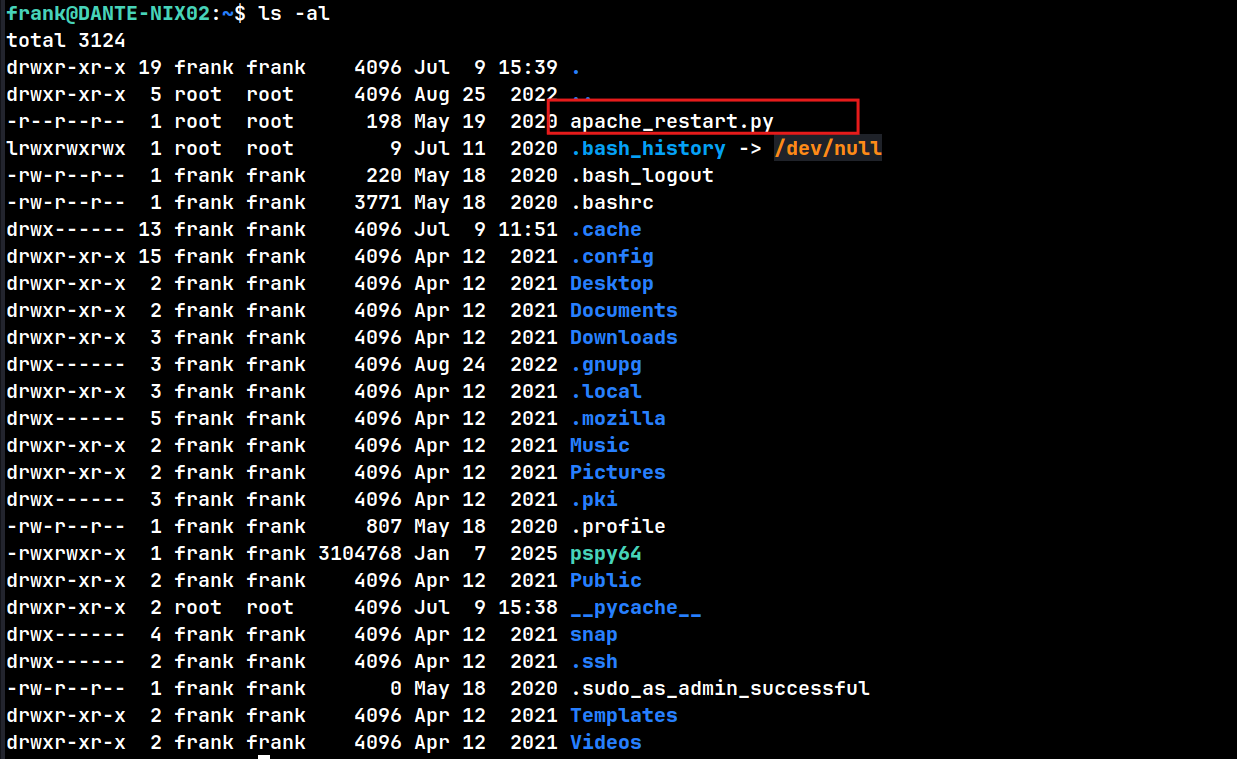 frank@DANTE-NIX02:~$ ls -al
total 3124
drwxr-xr-x 19 frank frank    4096 Jul  9 15:39 .
drwxr-xr-x  5 root  root     4096 Aug 25  2022 ..
-r--r--r--  1 root  root      198 May 19  2020 apache_restart.py
lrwxrwxrwx  1 root  root        9 Jul 11  2020 .bash_history -> /dev/null
-rw-r--r--  1 frank frank     220 May 18  2020 .bash_logout
-rw-r--r--  1 frank frank    3771 May 18  2020 .bashrc
drwx------ 13 frank frank    4096 Jul  9 11:51 .cache
drwxr-xr-x 15 frank frank    4096 Apr 12  2021 .config
drwxr-xr-x  2 frank frank    4096 Apr 12  2021 Desktop
drwxr-xr-x  2 frank frank    4096 Apr 12  2021 Documents
drwxr-xr-x  3 frank frank    4096 Apr 12  2021 Downloads
drwx------  3 frank frank    4096 Aug 24  2022 .gnupg
drwxr-xr-x  3 frank frank    4096 Apr 12  2021 .local
drwx------  5 frank frank    4096 Apr 12  2021 .mozilla
drwxr-xr-x  2 frank frank    4096 Apr 12  2021 Music
drwxr-xr-x  2 frank frank    4096 Apr 12  2021 Pictures
drwx------  3 frank frank    4096 Apr 12  2021 .pki
-rw-r--r--  1 frank frank     807 May 18  2020 .profile
-rwxrwxr-x  1 frank frank 3104768 Jan  7  2025 pspy64
drwxr-xr-x  2 frank frank    4096 Apr 12  2021 Public
drwxr-xr-x  2 root  root     4096 Jul  9 15:38 __pycache__
drwx------  4 frank frank    4096 Apr 12  2021 snap
drwx------  2 frank frank    4096 Apr 12  2021 .ssh
-rw-r--r--  1 frank frank       0 May 18  2020 .sudo_as_admin_successful
drwxr-xr-x  2 frank frank    4096 Apr 12  2021 Templates
drwxr-xr-x  2 frank frank    4096 Apr 12  2021 Videos